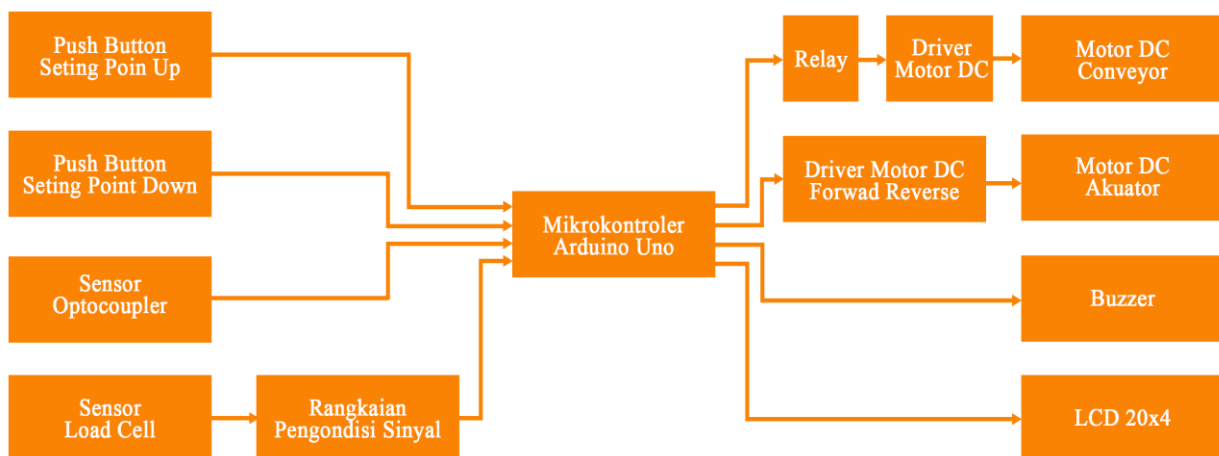 Push Button
Seting Poin Up
Push Button
Seting Point Down
Sensor
Optocoupler
Sensor
Load Cell
Rangkaian
Pengondisi Sinyal
Mikrokontroler
Arduino Uno
Relay
Driver
Motor DC
Motor DC
Conveyor
Driver Motor DC
Forwad Reverse
Motor DC
Akuator
Buzzer
LCD 20x4